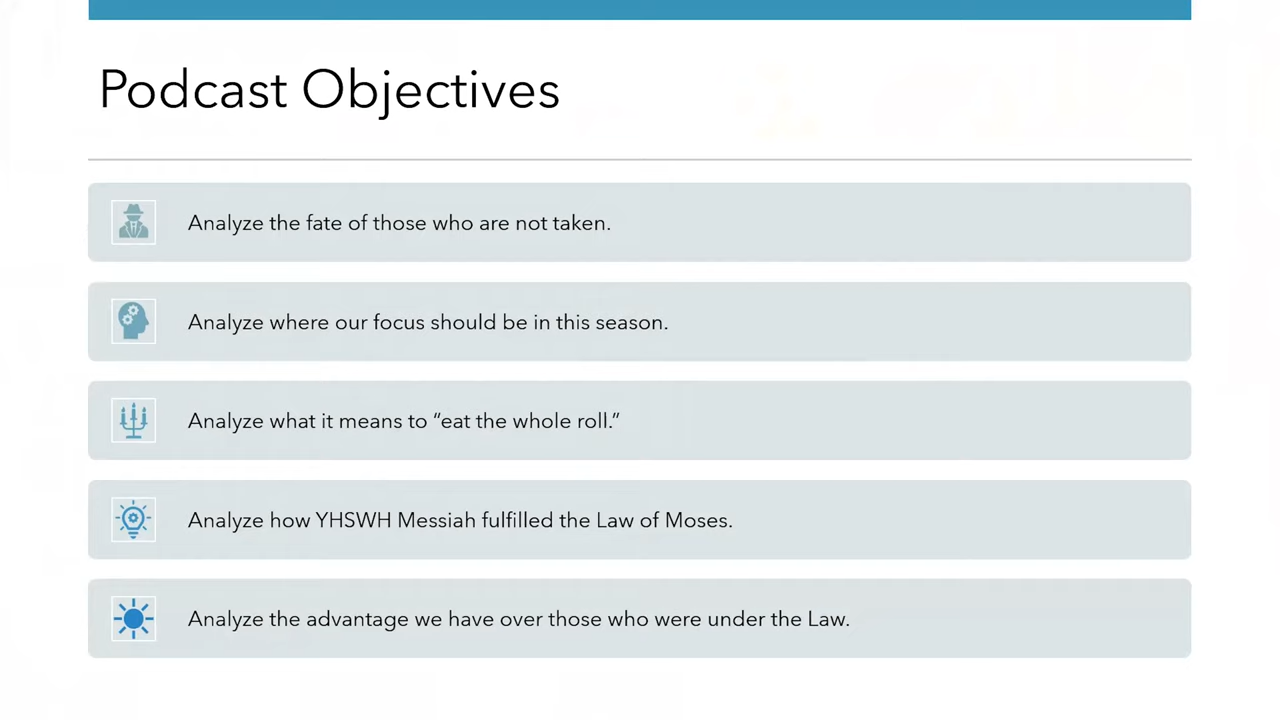 Podcast Objectives
Analyze the fate of those who are not taken.
Analyze where our focus should be in this season.
Analyze what it means to “eat the whole roll.”
Analyze how YHSWH Messiah fulfilled the Law of Moses.
Analyze the advantage we have over those who were under the Law.